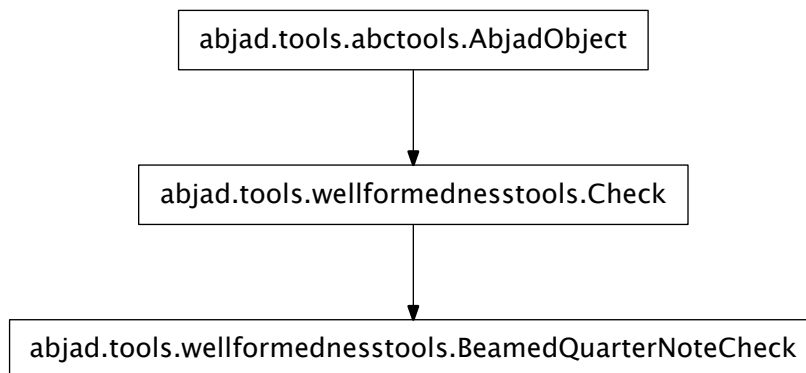 abjad.tools.abctools.AbjadObject
abjad.tools.wellformednesstools.Check
abjad.tools.wellformednesstools.BeamedQuarterNoteCheck